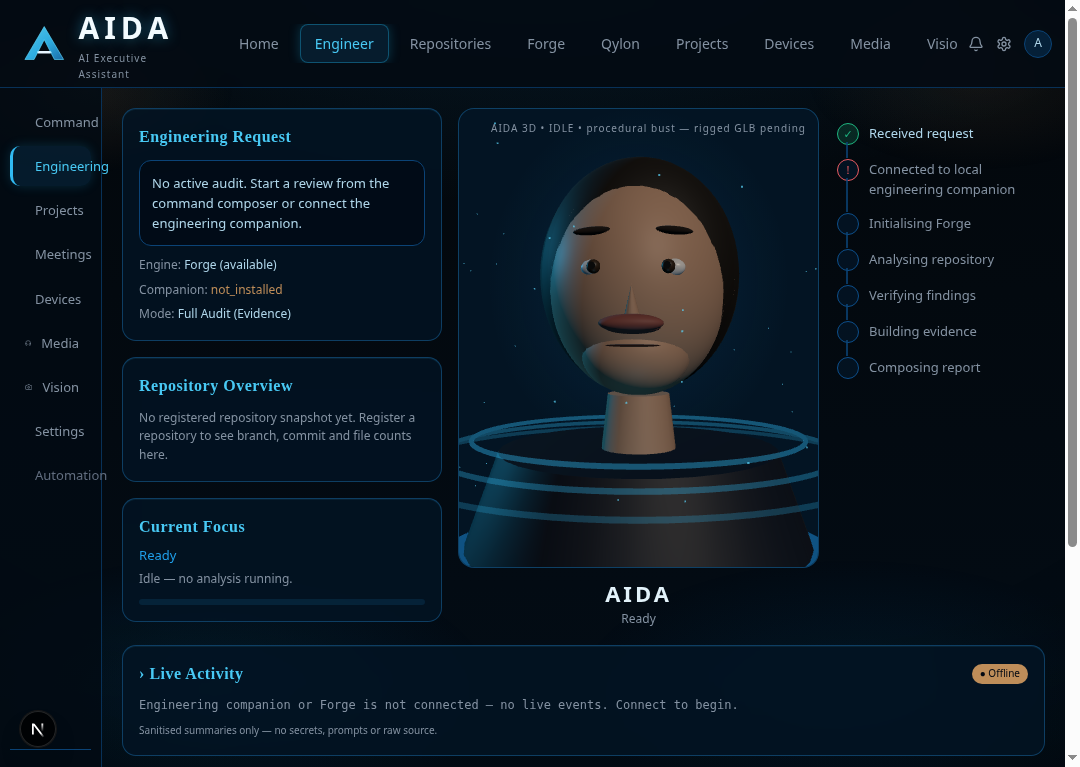 AIDA
AI Executive
Assistant
Home
Engineer
Repositories
Forge
Qylon
Projects
Devices
Media
Visio
A
Command
Engineering
Projects
Meetings
Devices
Media
Vision
Settings
Automation
N
Engineering Request
No active audit. Start a review from the
command composer or connect the
engineering companion.
Engine: Forge (available)
Companion: not_installed
Mode: Full Audit (Evidence)
Repository Overview
No registered repository snapshot yet. Register a
repository to see branch, commit and file counts
here.
Current Focus
Ready
Idle — no analysis running.
AIDA 3D • IDLE • procedural bust — rigged GLB pending
AIDA
Ready
✓ Received request
! Connected to local
engineering companion
Initialising Forge
Analysing repository
Verifying findings
Building evidence
Composing report
› Live Activity
● Offline
Engineering companion or Forge is not connected — no live events. Connect to begin.
Sanitised summaries only — no secrets, prompts or raw source.